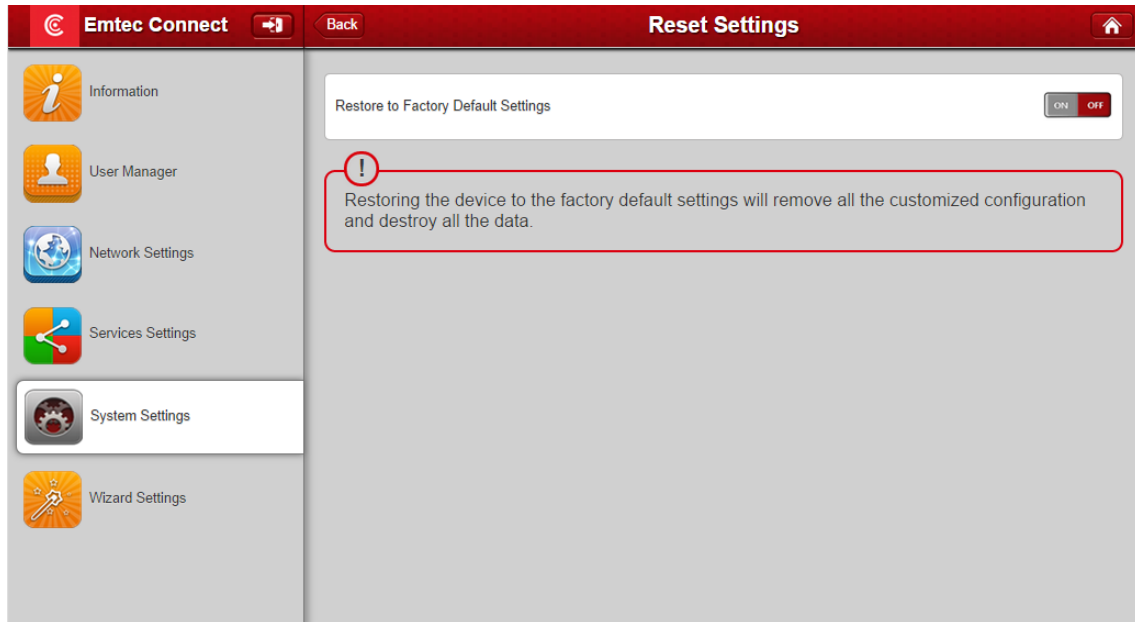 Emtec Connect
Back
Reset Settings
Information
User Manager
Network Settings
Services Settings
System Settings
Wizard Settings
Restore to Factory Default Settings
ON OFF
!
Restoring the device to the factory default settings will remove all the customized configuration
and destroy all the data.